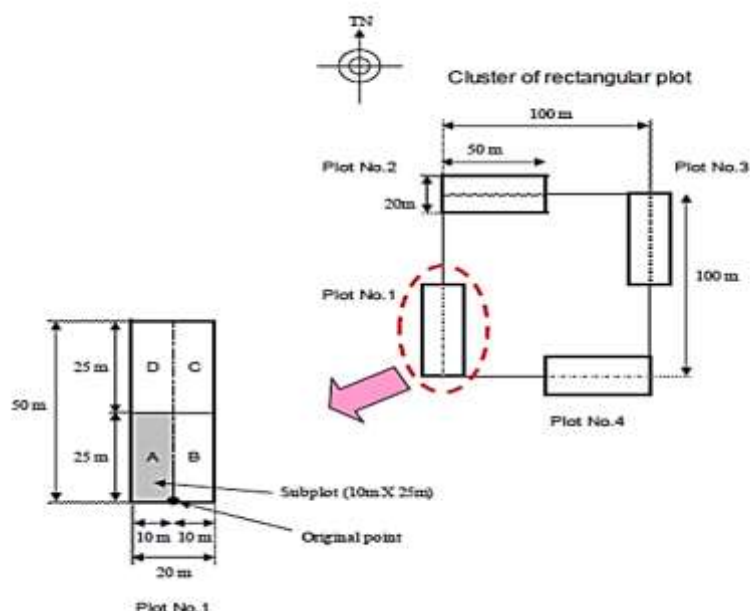 TN
Cluster of rectangular plot
100 m
50 m
Plot No.2
Plot No.3
20m
Plot No.1
100 m
Plot No.4
50 m
25 m
D C
25 m
A B
Subplot (10m X 25m)
Original point
10 m 10 m
20 m
Plot No.1